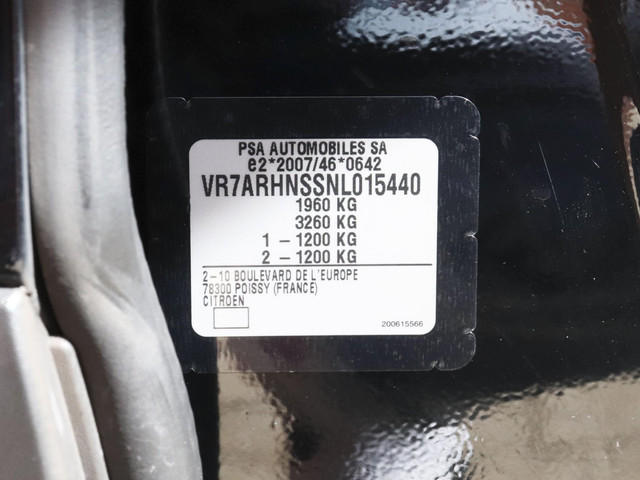 PSA AUTOMOBILES SA
e2*2007/46*0642
VR7ARHNSSNL015440
1960 KG
3260 KG
1 - 1200 KG
2 - 1200 KG
2-10 BOULEVARD DE L'EUROPE
78300 POISSY (FRANCE)
CITROEN
200615566